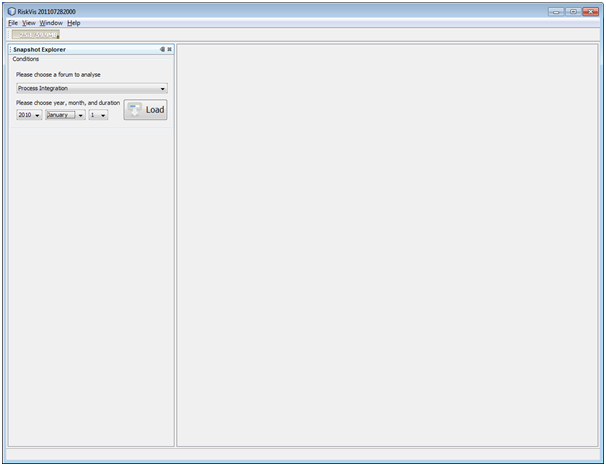 RiskVis 201107282000
File View Window Help
Snapshot Explorer
Conditions
Please choose a forum to analyse
Process Integration
Please choose year, month, and duration
2010 January 1 Load